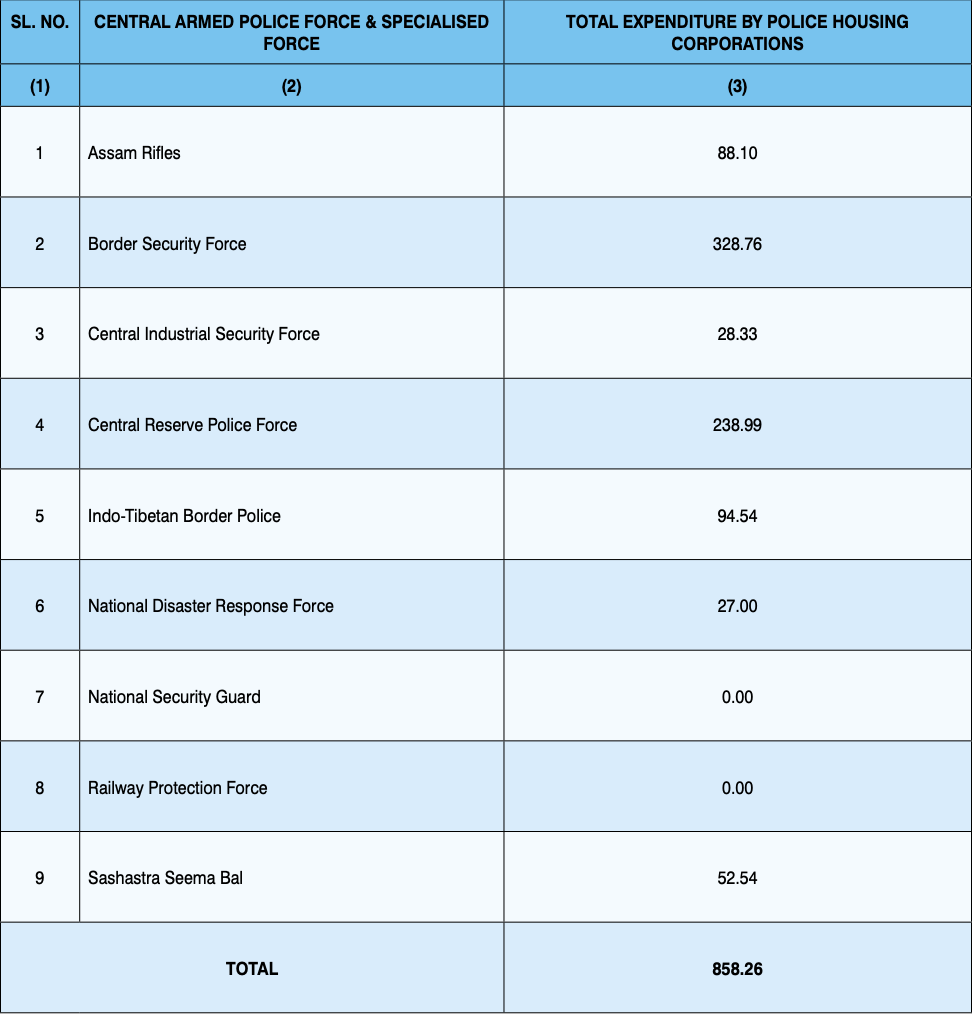 SL. NO. CENTRAL ARMED POLICE FORCE & SPECIALISED FORCE TOTAL EXPENDITURE BY POLICE HOUSING CORPORATIONS
(1) (2) (3)
1 Assam Rifles 88.10
2 Border Security Force 328.76
3 Central Industrial Security Force 28.33
4 Central Reserve Police Force 238.99
5 Indo-Tibetan Border Police 94.54
6 National Disaster Response Force 27.00
7 National Security Guard 0.00
8 Railway Protection Force 0.00
9 Sashastra Seema Bal 52.54
TOTAL 858.26